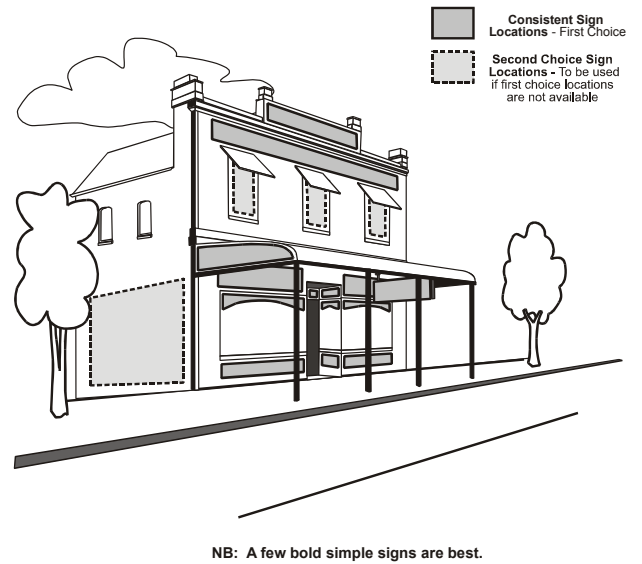 Consistent Sign
Locations - First Choice
Second Choice Sign
Locations - To be used
if first choice locations
are not available
NB: A few bold simple signs are best.